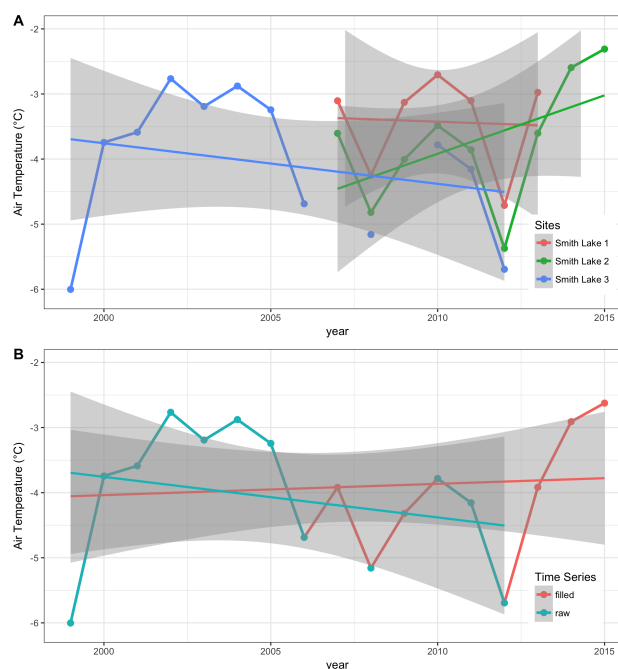 A
-2
-3
-4
-5
-6
Air Temperature (°C)
Sites
Smith Lake 1
Smith Lake 2
Smith Lake 3
2000
2005
2010
2015
year
B
-2
-3
-4
-5
-6
Air Temperature (°C)
Time Series
filled
raw
2000
2005
2010
2015
year